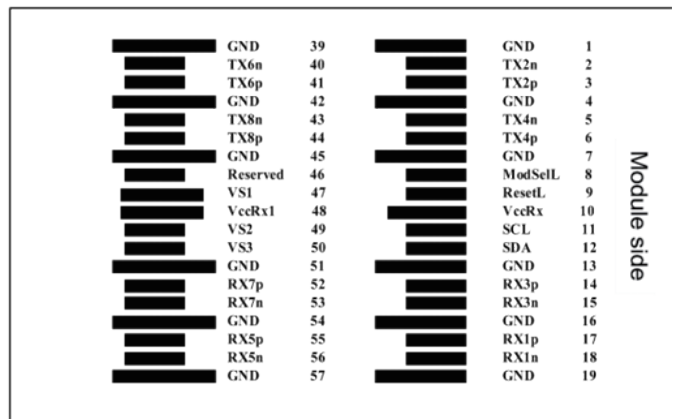 GND 39 GND 1
TX6n 40 TX2n 2
TX6p 41 TX2p 3
GND 42 GND 4
TX8n 43 TX4n 5
TX8p 44 TX4p 6
GND 45 GND 7
Reserved 46 ModSelL 8
VS1 47 ResetL 9
VccRx1 48 VccRx 10
VS2 49 SCL 11
VS3 50 SDA 12
GND 51 GND 13
RX7p 52 RX3p 14
RX7n 53 RX3n 15
GND 54 GND 16
RX5p 55 RX1p 17
RX5n 56 RX1n 18
GND 57 GND 19
Module side